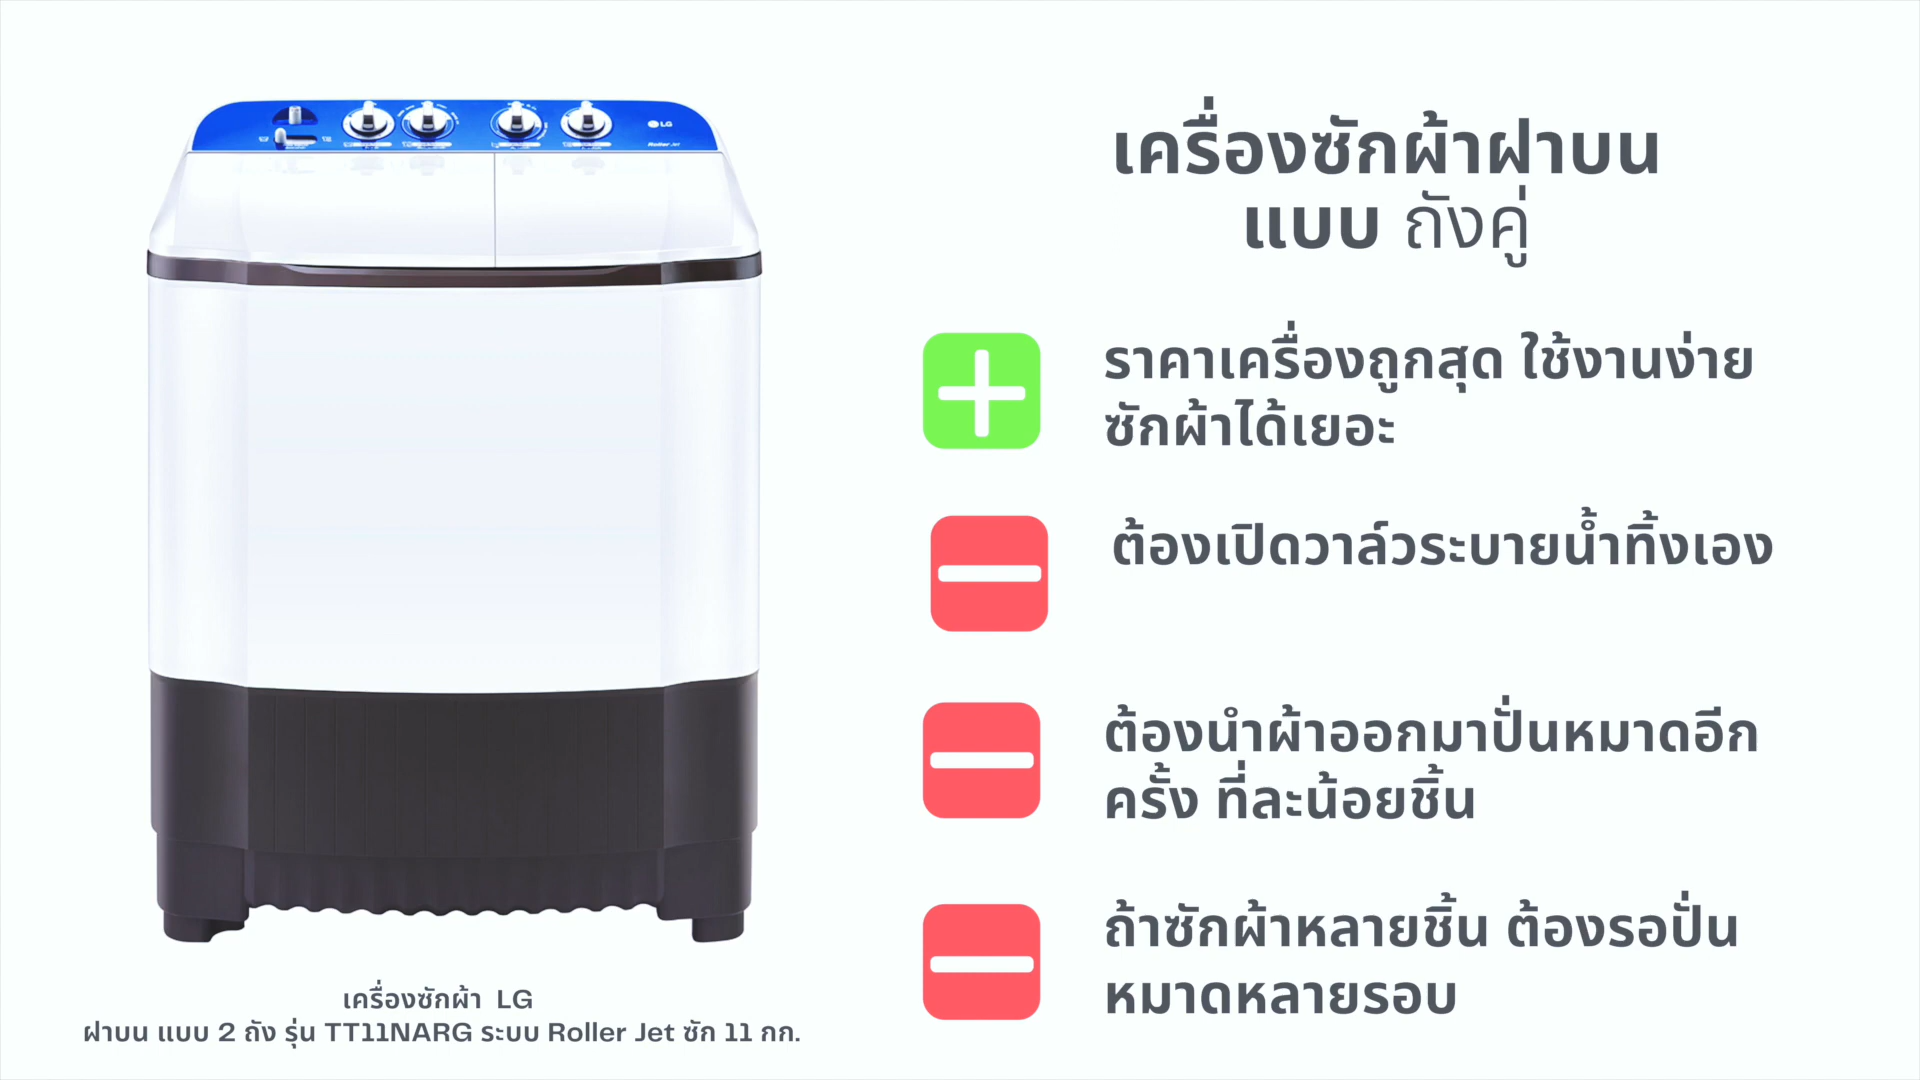 LG
Roller Jet
เครื่องซักผ้าฝาบน
แบบ ถังคู่
ราคาเครื่องถูกสุด ใช้งานง่าย
ซักผ้าได้เยอะ
ต้องเปิดวาล์วระบายน้ำทิ้งเอง
ต้องนำผ้าออกมาปั่นหมาดอีก
ครั้ง ที่ละน้อยชิ้น
ถ้าซักผ้าหลายชิ้น ต้องรอปั่น
หมาดหลายรอบ
เครื่องซักผ้า LG
ฝาบน แบบ 2 ถัง รุ่น TT11NARG ระบบ Roller Jet ซัก 11 กก.